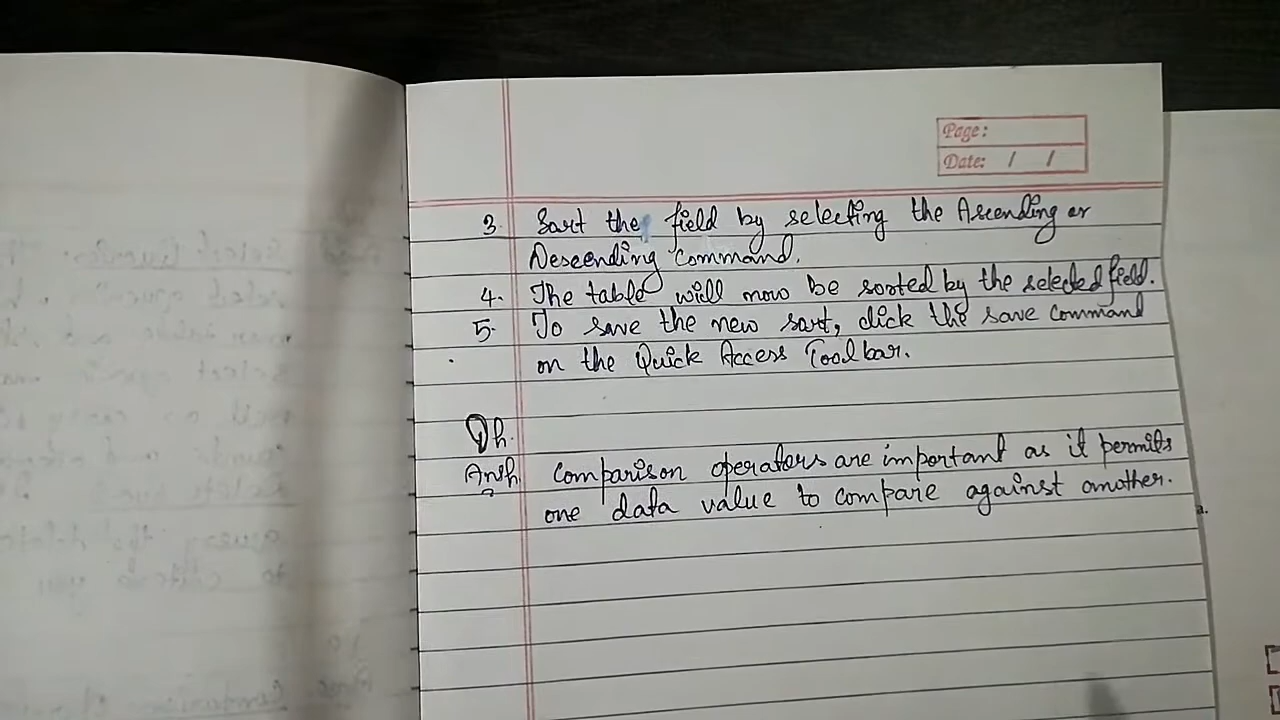 Page:
Date: / /
3. Sort the field by selecting the Ascending or
Descending Command.
4. The table will now be sorted by the selected field.
5. To save the new sort, click the save command
on the Quick Access Toolbar.
Qh.
Ansh Comparison operators are important as it permits
one data value to compare against another.